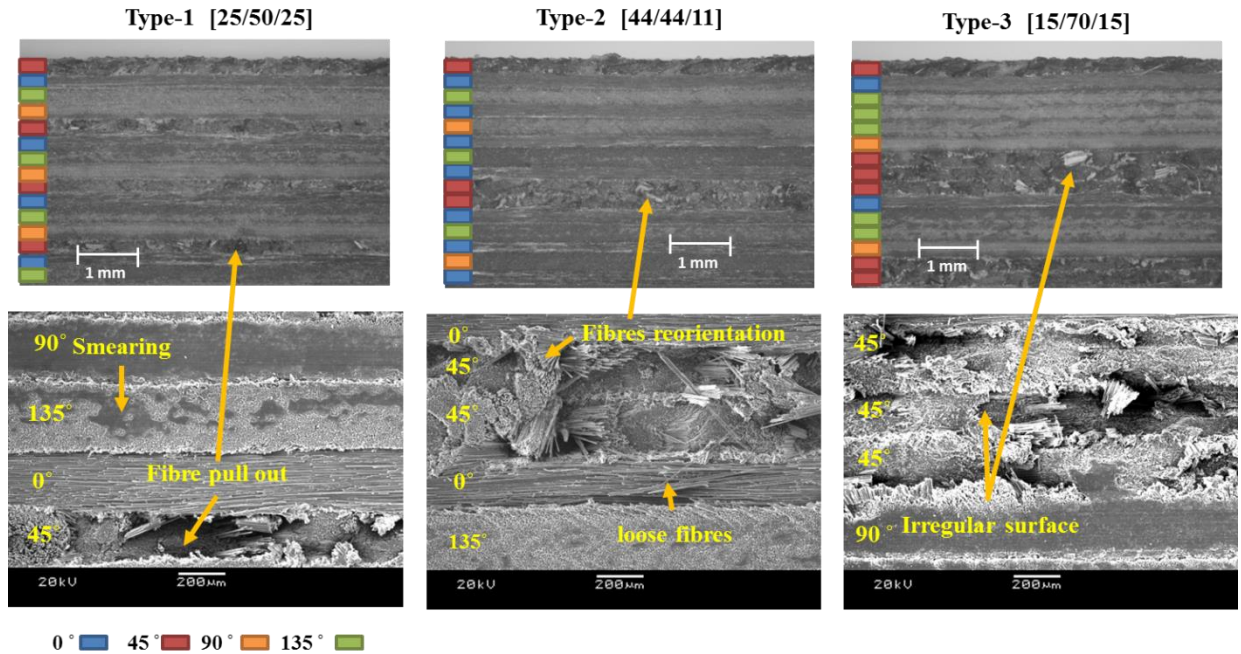 Type-1 [25/50/25]
Type-2 [44/44/11]
Type-3 [15/70/15]
1 mm
1 mm
1 mm
90° Smearing
135°
Fibre pull out
0°
45°
20kV 200µm
0°
Fibres reorientation
45°
45°
0°
loose fibres
135°
20kV 200µm
45°
45°
45°
Irregular surface
90 °
20kV 200µm
0 ° 45 ° 90 ° 135 °